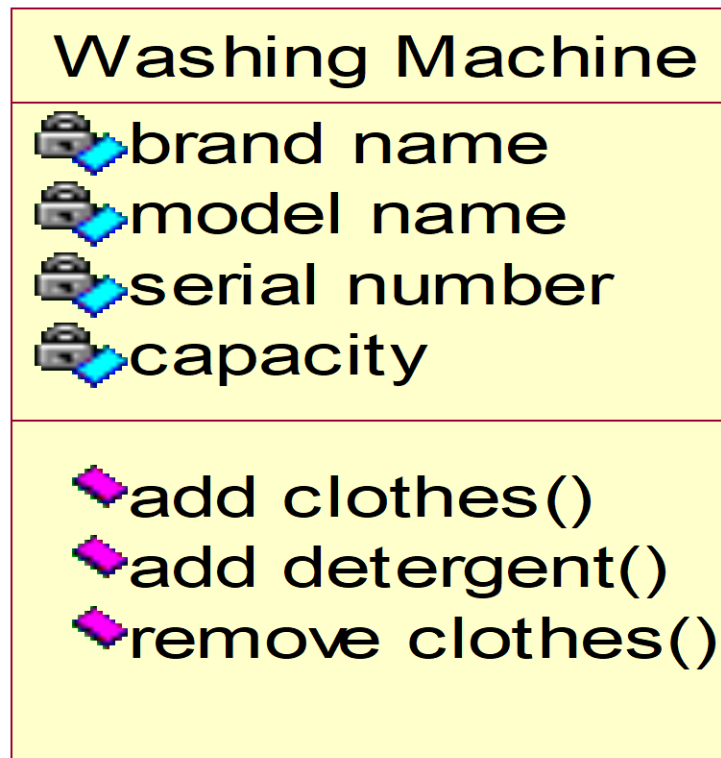 Washing Machine
brand name
model name
serial number
capacity
add clothes()
add detergent()
remove clothes()